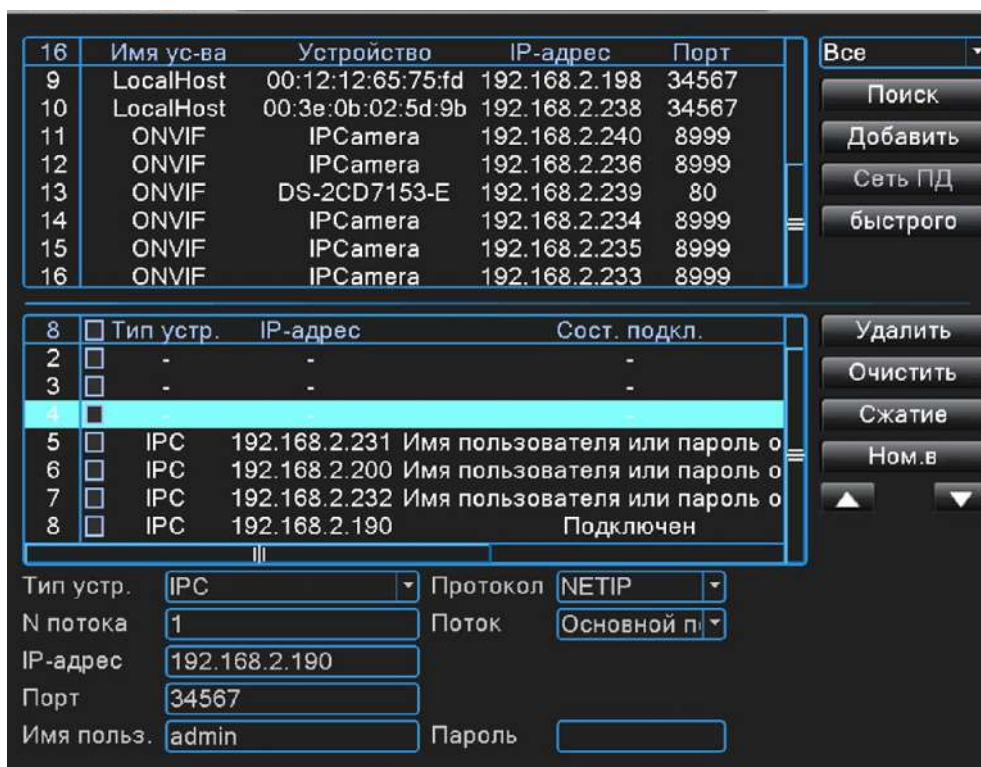 16 Имя ус-ва Устройство IP-адрес Порт
9 LocalHost 00:12:12:65:75:fd 192.168.2.198 34567
10 LocalHost 00:3e:0b:02:5d:9b 192.168.2.238 34567
11 ONVIF IPCamera 192.168.2.240 8999
12 ONVIF IPCamera 192.168.2.236 8999
13 ONVIF DS-2CD7153-E 192.168.2.239 80
14 ONVIF IPCamera 192.168.2.234 8999
15 ONVIF IPCamera 192.168.2.235 8999
16 ONVIF IPCamera 192.168.2.233 8999
Все
Поиск
Добавить
Сеть ПД
быстрого
8 Тип устр. IP-адрес Сост. подкл.
2 - - -
3 - - -
4 - - -
5 IPC 192.168.2.231 Имя пользователя или пароль о
6 IPC 192.168.2.200 Имя пользователя или пароль о
7 IPC 192.168.2.232 Имя пользователя или пароль о
8 IPC 192.168.2.190 Подключен
Удалить
Очистить
Сжатие
Ном.в
Тип устр. IPC Протокол NETIP
N потока 1 Поток Основной п
IP-адрес 192.168.2.190
Порт 34567
Имя польз. admin Пароль